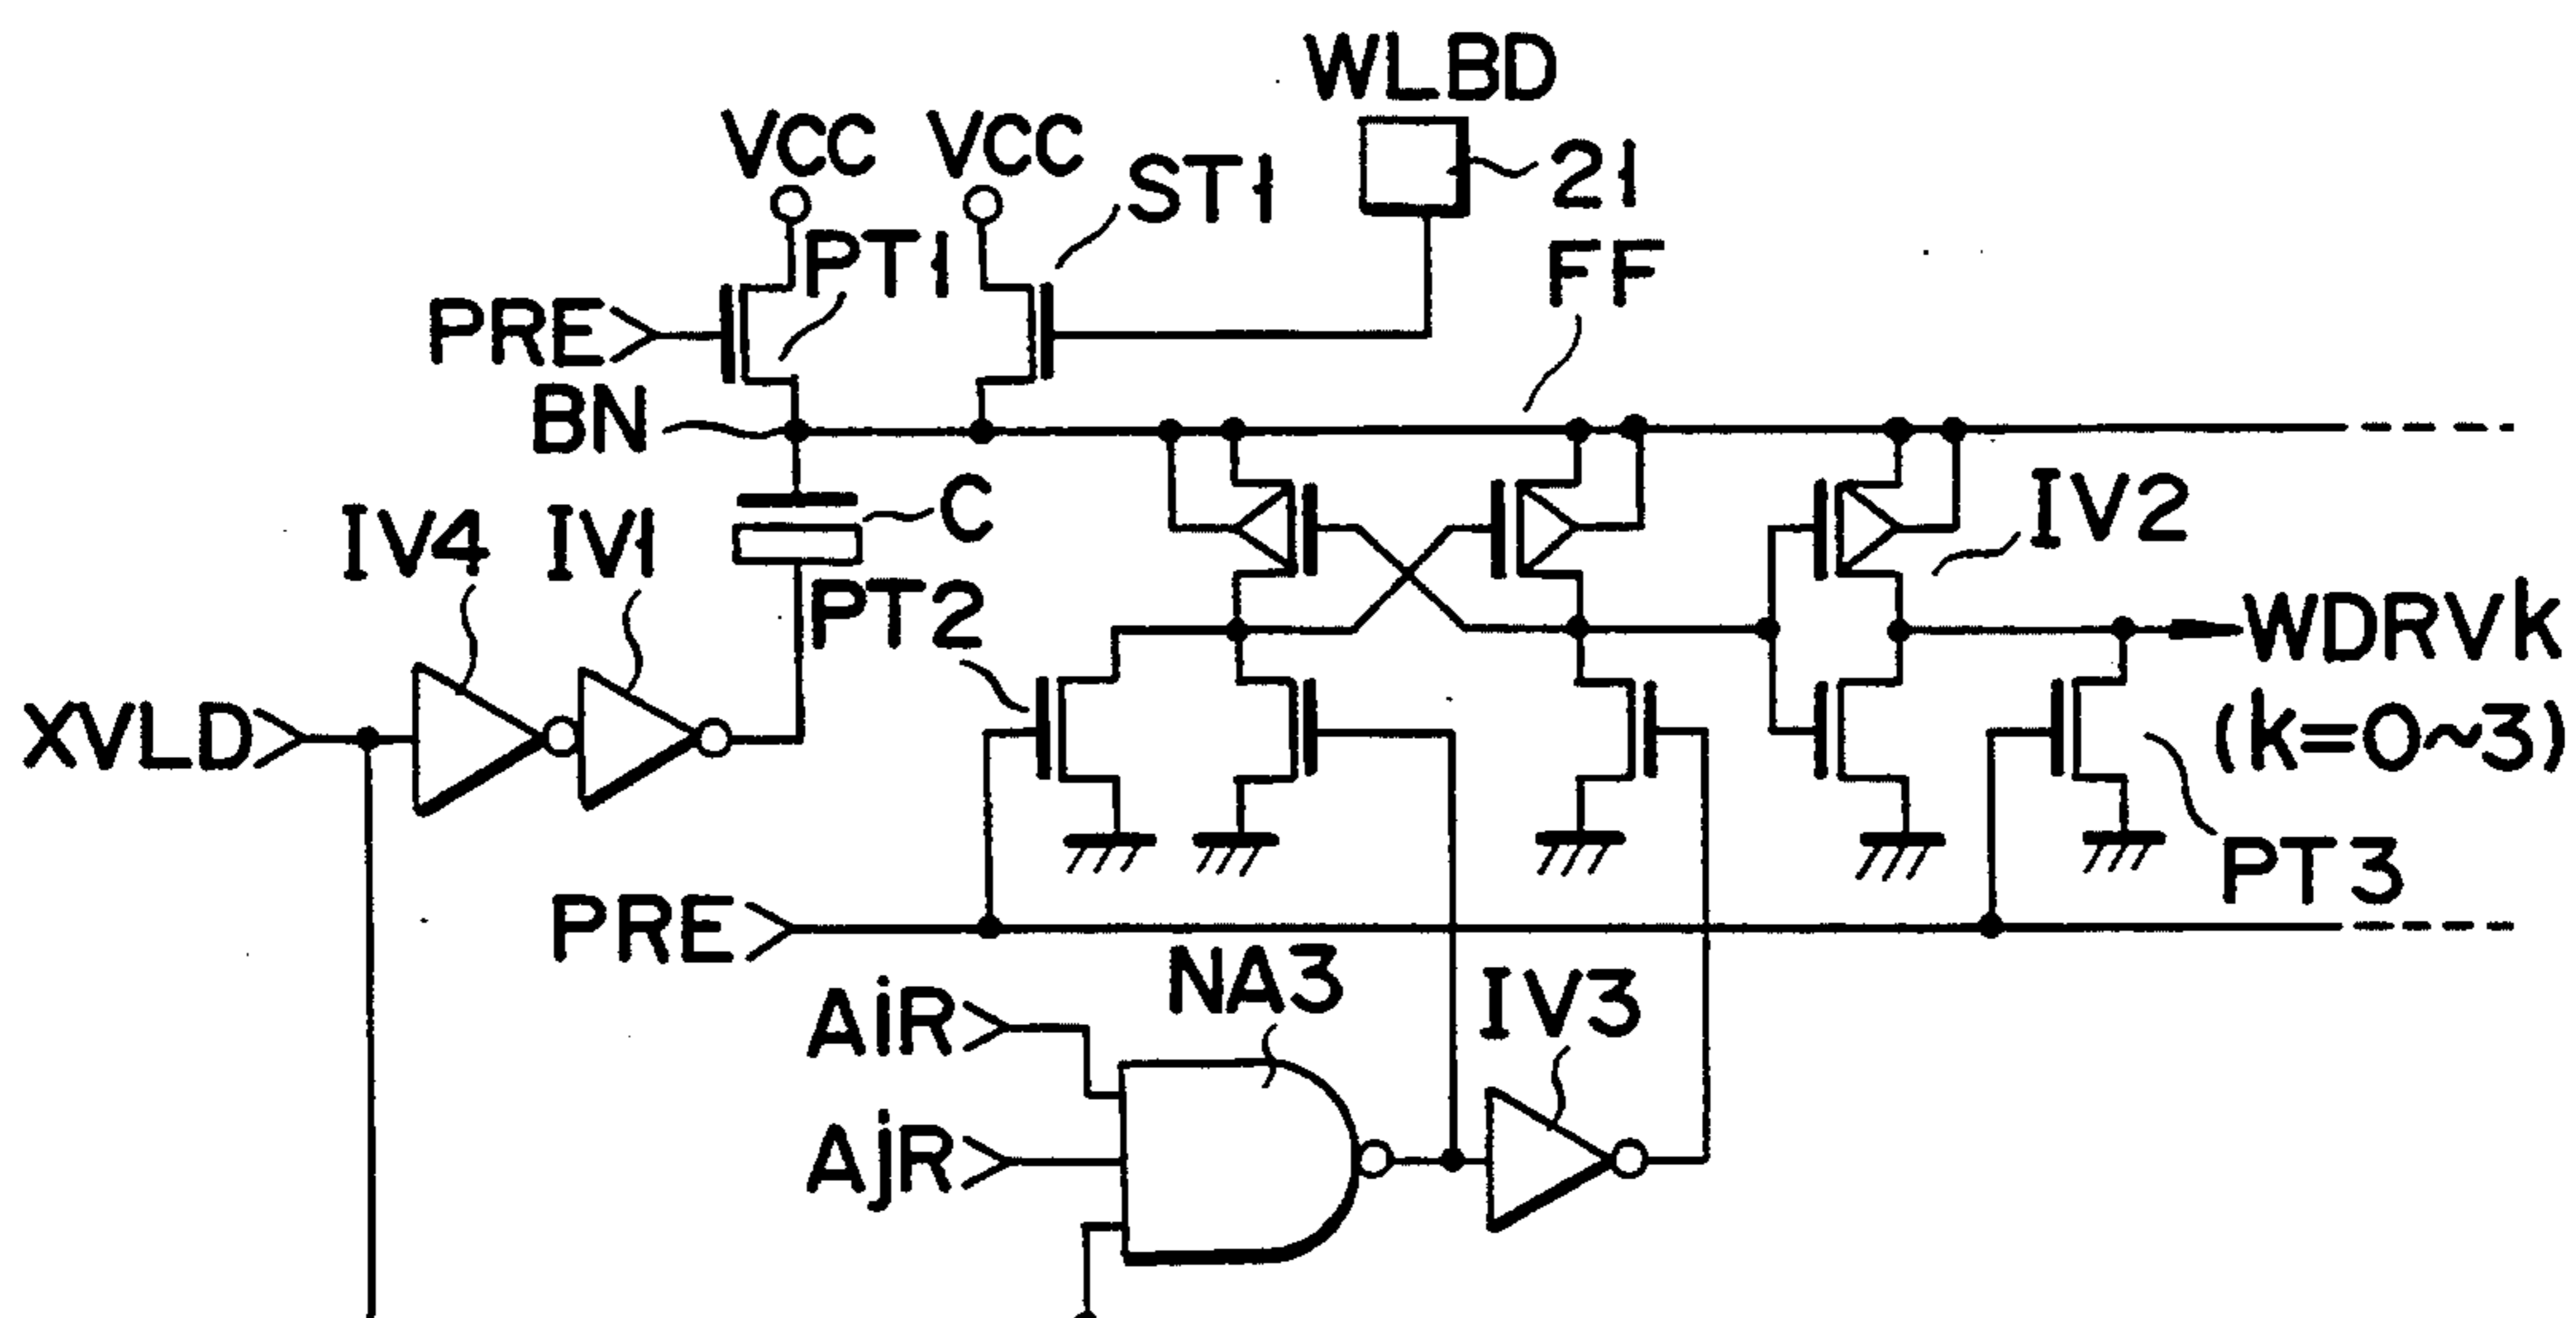 WLBD
VCC
VCC
ST1
21
PT1
FF
PRE
BN
C
IV2
IV4
IV1
PT2
WDRVk
(k=0~3)
XVLD
PT3
PRE
NA3
AiR
IV3
AjR